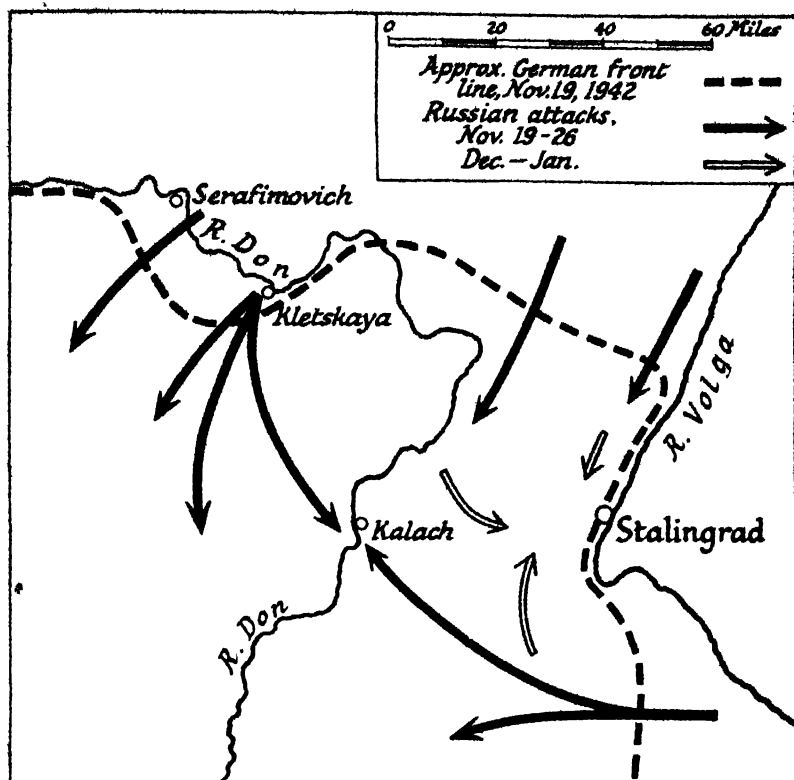 0 20 40 60 Miles
Approx. German front
line, Nov. 19, 1942
Russian attacks,
Nov. 19-26
Dec. - Jan.
Serafimovich
R. Don
Kletskaya
R. Volga
Kalach
Stalingrad
R. Don